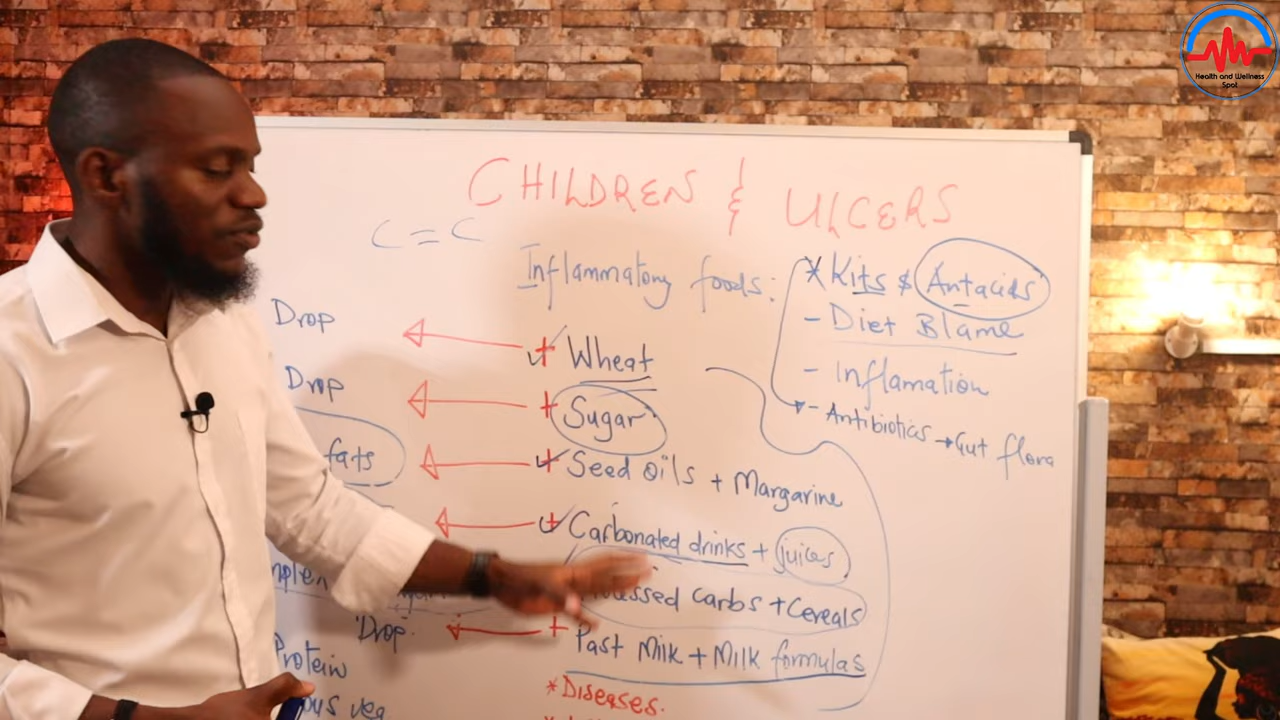 Health and Wellness
Spot
CHILDREN & ULCERS
C = C
Inflammatory foods:
* Kits & Antacids
- Diet Blame
- Inflamation
- Antibiotics → Gut flora
Drop ← + Wheat
Drop ← + Sugar
fats ← + Seed oils + Margarine
← + Carbonated drinks + juices
carbs + Cereals
Drop ← + Past Milk + Milk formulas
Protein
veg
* Diseases.